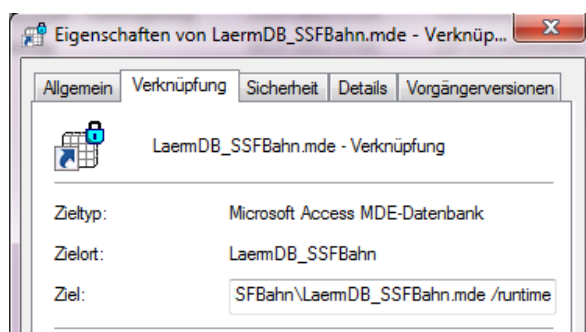 Eigenschaften von LaermDB_SSFBahn.mde - Verknüp...
Allgemein Verknüpfung Sicherheit Details Vorgängerversionen
LaermDB_SSFBahn.mde - Verknüpfung
Zieltyp: Microsoft Access MDE-Datenbank
Zielort: LaermDB_SSFBahn
Ziel: SFBahn\LaermDB_SSFBahn.mde /runtime